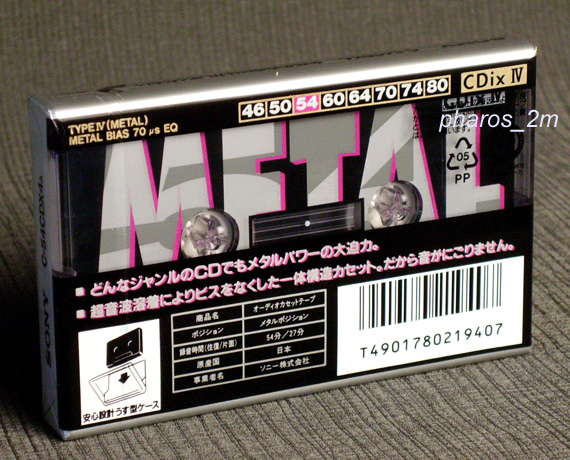 CDix IV
46 50 54 60 64 70 74 80
TYPE IV (METAL)
METAL BIAS 70 μs EQ
pharos_2m
METAL
54
います。
05
PP
■ どんなジャンルのCDでもメタルパワーの大迫力。
■ 超音波溶着によりビスをなくした一体構造カセット。だから音がにごりません。
商品名 オーディオカセットテープ
ポジション メタルポジション
録音時間(往復/片面) 54分/27分
原産国 日本
事業者名 ソニー株式会社
安心設計うす型ケース
T4901780219407
SONY C-54CDX4A